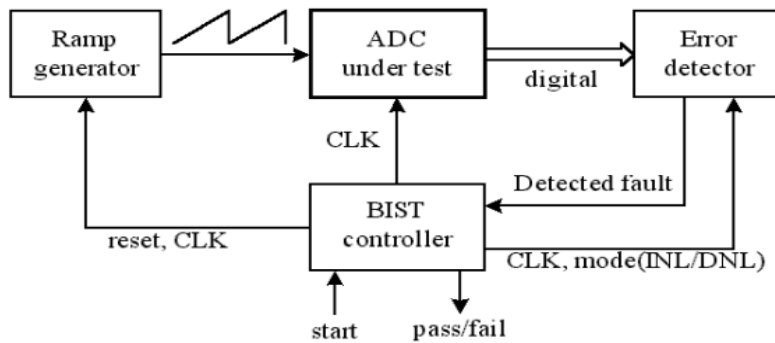 Ramp
generator
ADC
under test
digital
Error
detector
CLK
Detected fault
BIST
controller
reset, CLK
CLK, mode(INL/DNL)
start
pass/fail